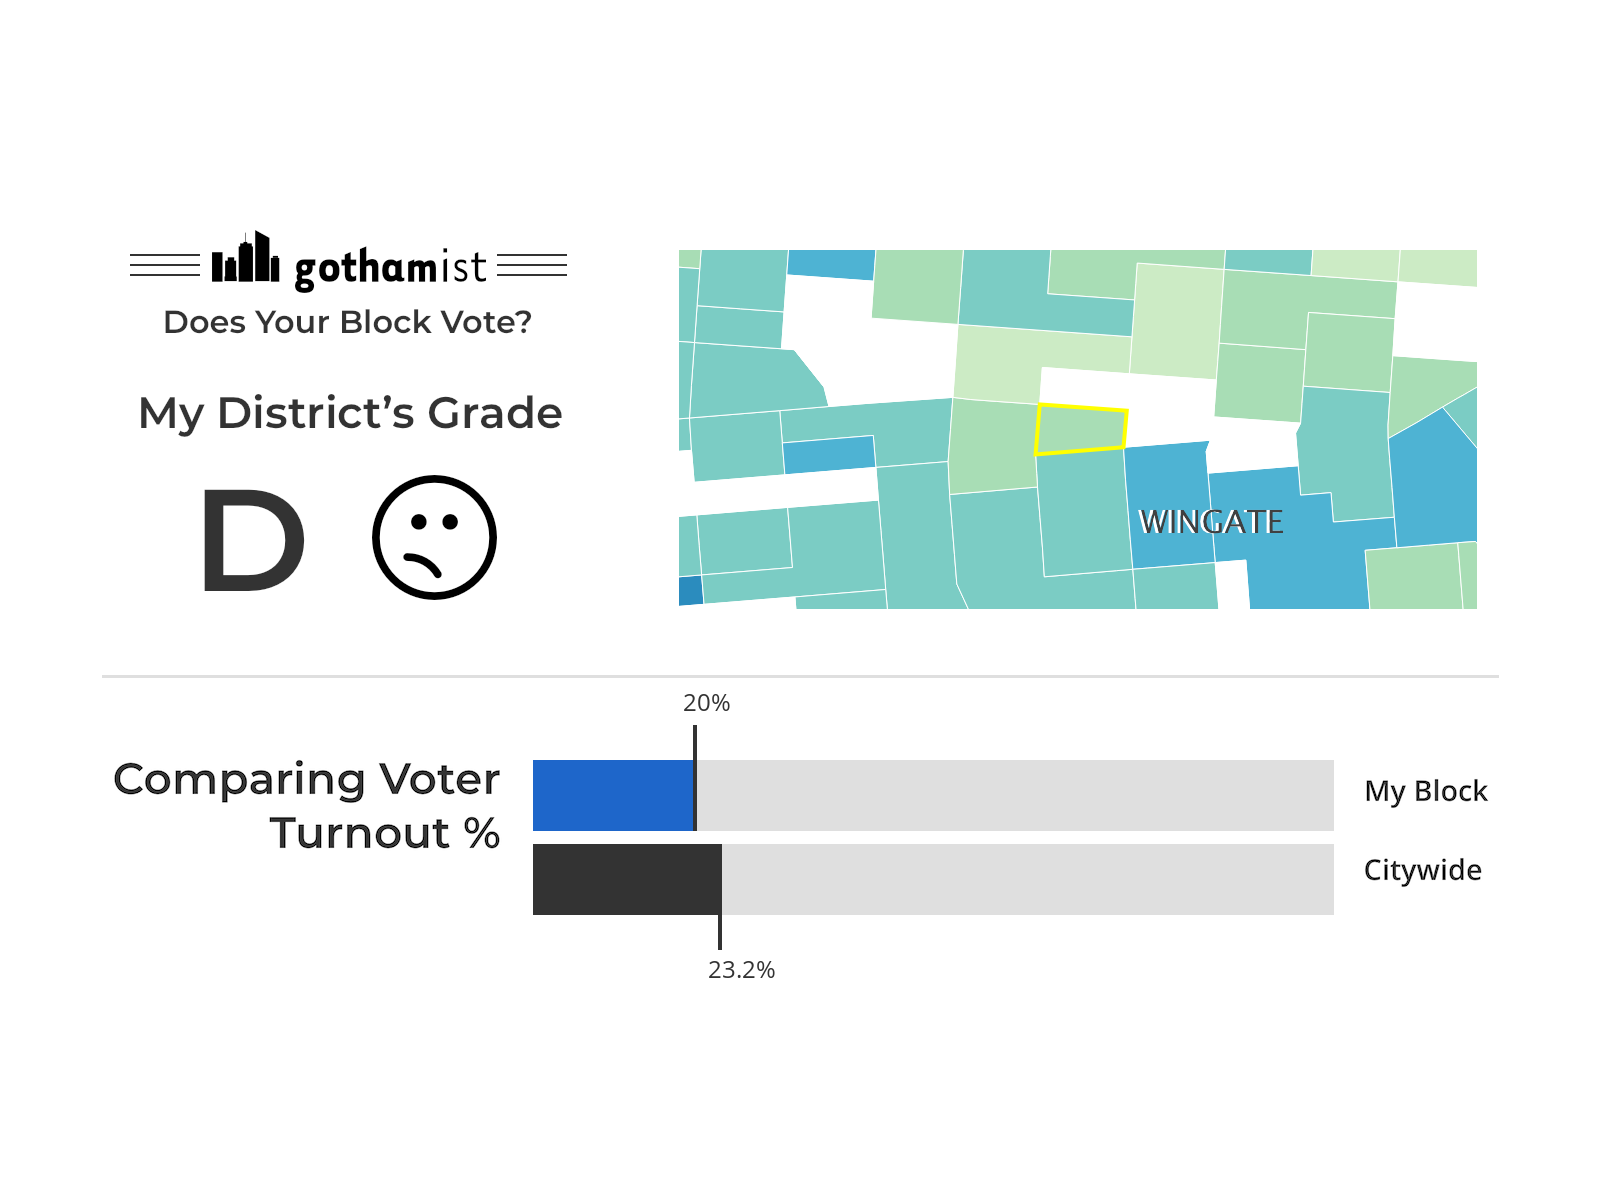 gothamist
Does Your Block Vote?
My District’s Grade
D
WINGATE
20%
Comparing Voter
Turnout %
My Block
Citywide
23.2%